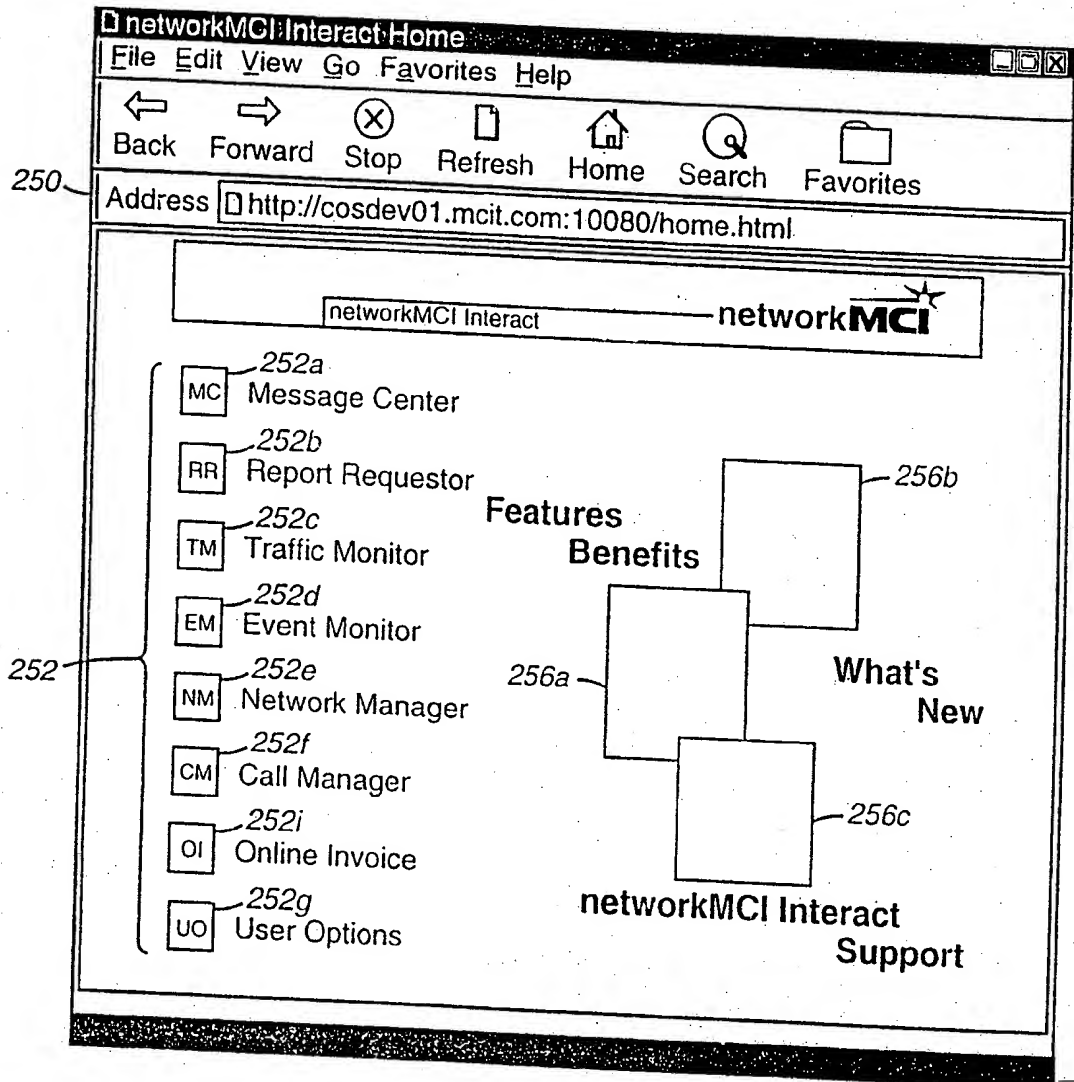 networkMCI Interact Home
File Edit View Go Favorites Help
Back Forward Stop Refresh Home Search Favorites
250
Address http://cosdev01.mcit.com:10080/home.html
networkMCI Interact networkMCI
252a
MC Message Center
252b
RR Report Requestor
256b
252c
TM Traffic Monitor
Features
Benefits
252d
EM Event Monitor
252
252e
NM Network Manager
256a
What's
New
252f
CM Call Manager
256c
252i
OI Online Invoice
252g
UO User Options
networkMCI Interact
Support